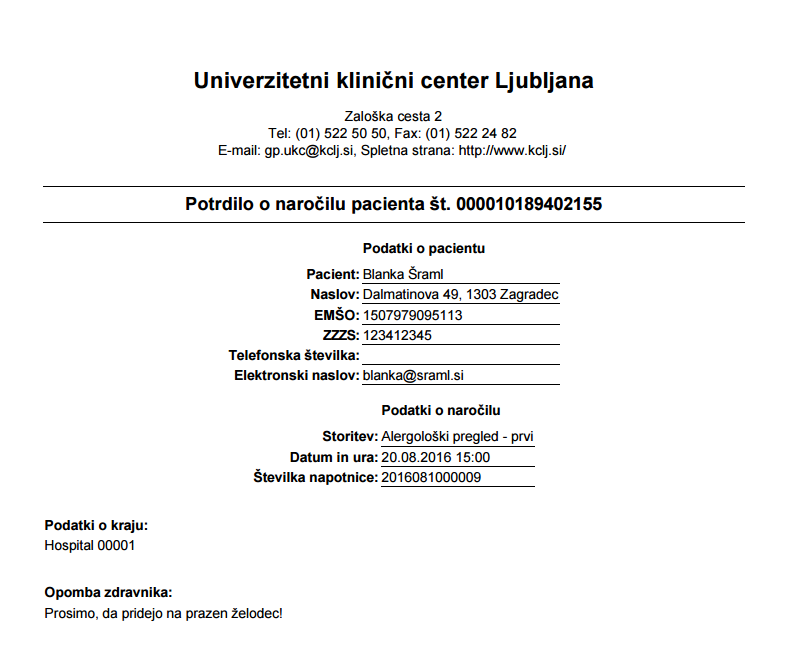 Univerzitetni klinični center Ljubljana
Zaloška cesta 2
Tel: (01) 522 50 50, Fax: (01) 522 24 82
E-mail: gp.ukc@kclj.si, Spletna strana: http://www.kclj.si/
Potrdilo o naročilu pacienta št. 000010189402155
Podatki o pacientu
Pacient: Blanka Šraml
Naslov: Dalmatinova 49, 1303 Zagradec
EMŠO: 1507979095113
ZZZS: 123412345
Telefonska številka:
Elektronski naslov: blanka@sraml.si
Podatki o naročilu
Storitev: Alergološki pregled - prvi
Datum in ura: 20.08.2016 15:00
Številka napotnice: 2016081000009
Podatki o kraju:
Hospital 00001
Opomba zdravnika:
Prosimo, da pridejo na prazen želodec!